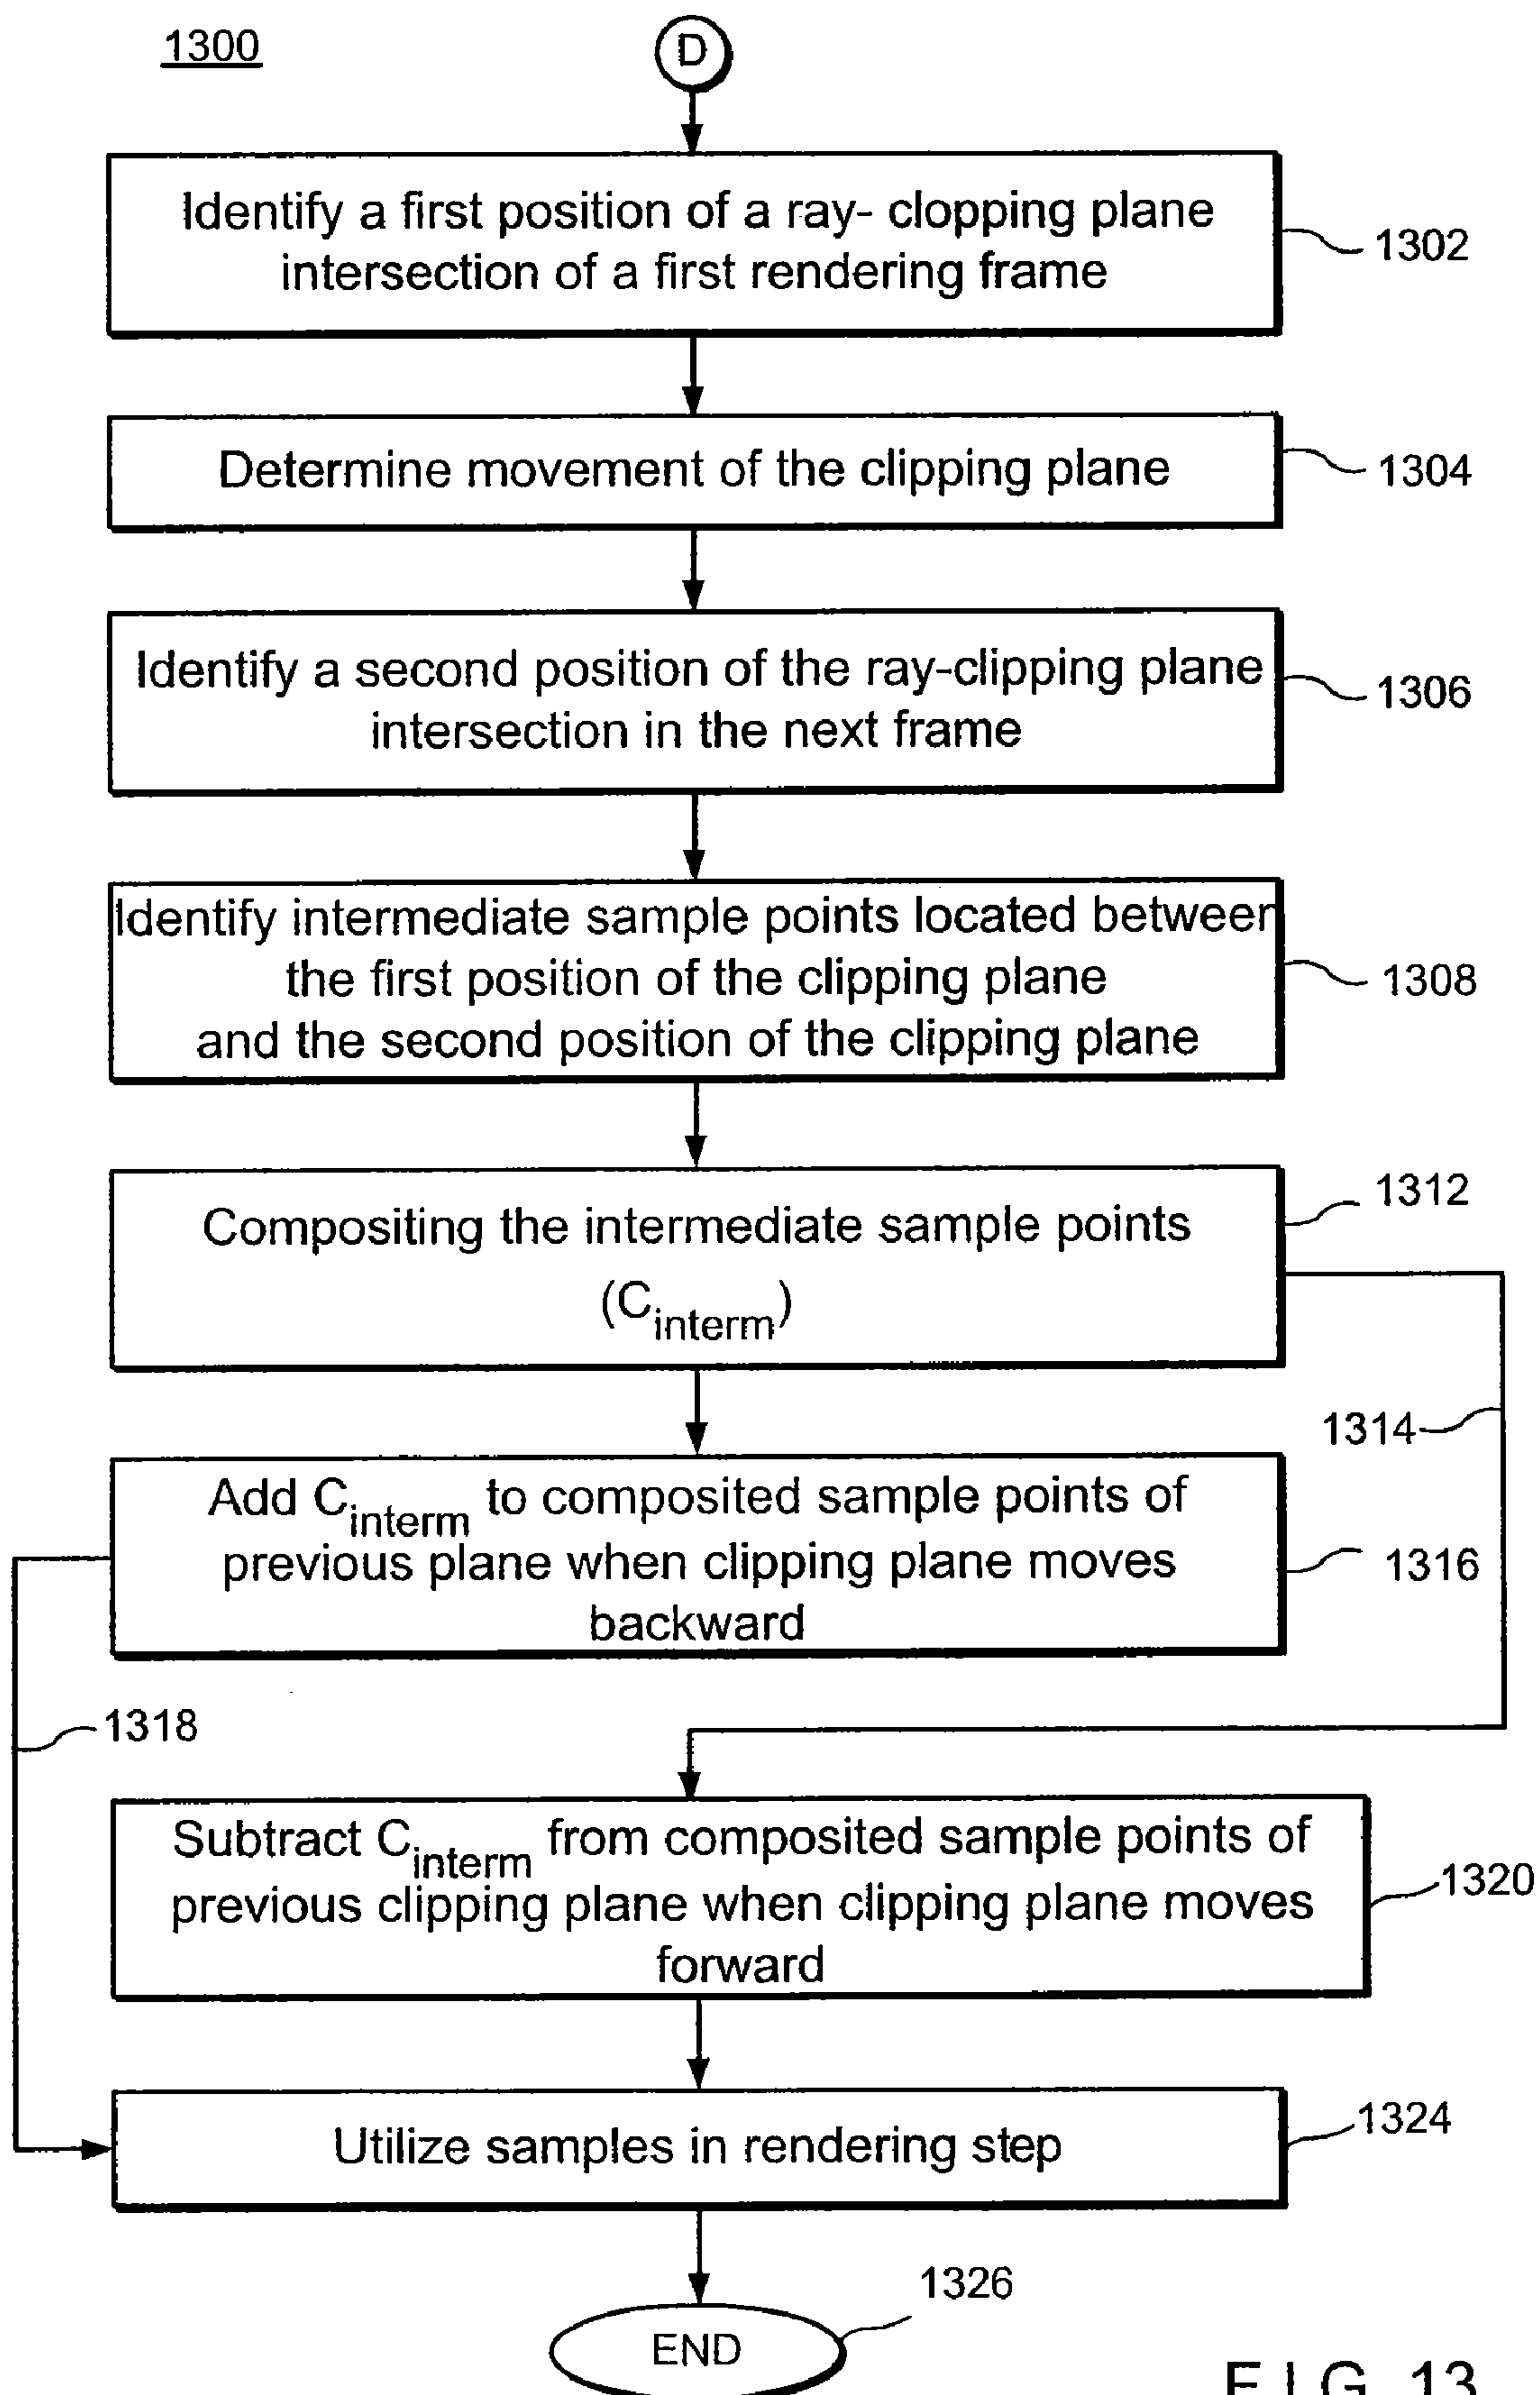 1300
D
Identify a first position of a ray- clopping plane
intersection of a first rendering frame
1302
Determine movement of the clipping plane
1304
Identify a second position of the ray-clipping plane
intersection in the next frame
1306
Identify intermediate sample points located between
the first position of the clipping plane
and the second position of the clipping plane
1308
Compositing the intermediate sample points
(Cinterm)
1312
1314
Add Cinterm to composited sample points of
previous plane when clipping plane moves
backward
1316
1318
Subtract Cinterm from composited sample points of
previous clipping plane when clipping plane moves
forward
1320
Utilize samples in rendering step
1324
END
1326
FIG. 13